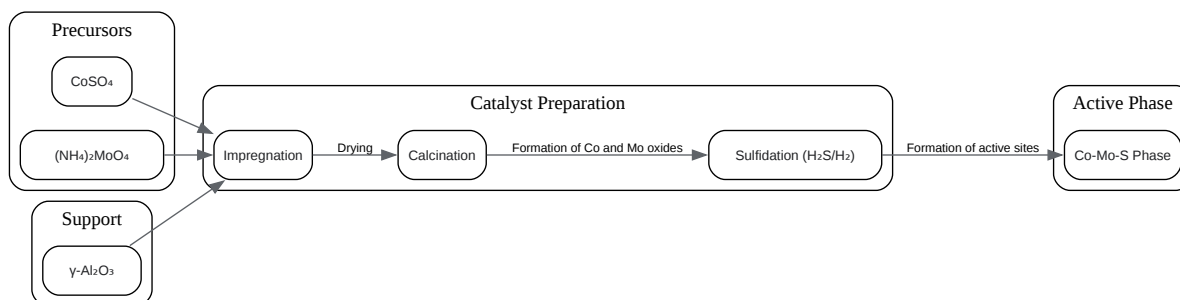 Precursors
CoSO₄
(NH₄)₂MoO₄
Support
γ-Al₂O₃
Catalyst Preparation
Impregnation
Drying
Calcination
Formation of Co and Mo oxides
Sulfidation (H₂S/H₂)
Formation of active sites
Active Phase
Co-Mo-S Phase